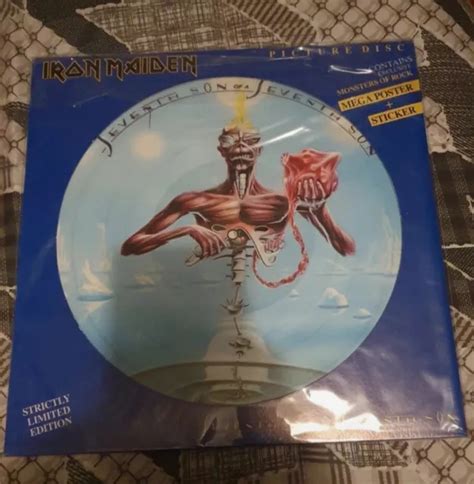 IRON MAIDEN
PICTURE DISC
CONTAINS
MONSTERS OF ROCK
MEGA POSTER
+
STICKER
SEVENTH SON OF A SEVENTH SON
STRICTLY
LIMITED
EDITION